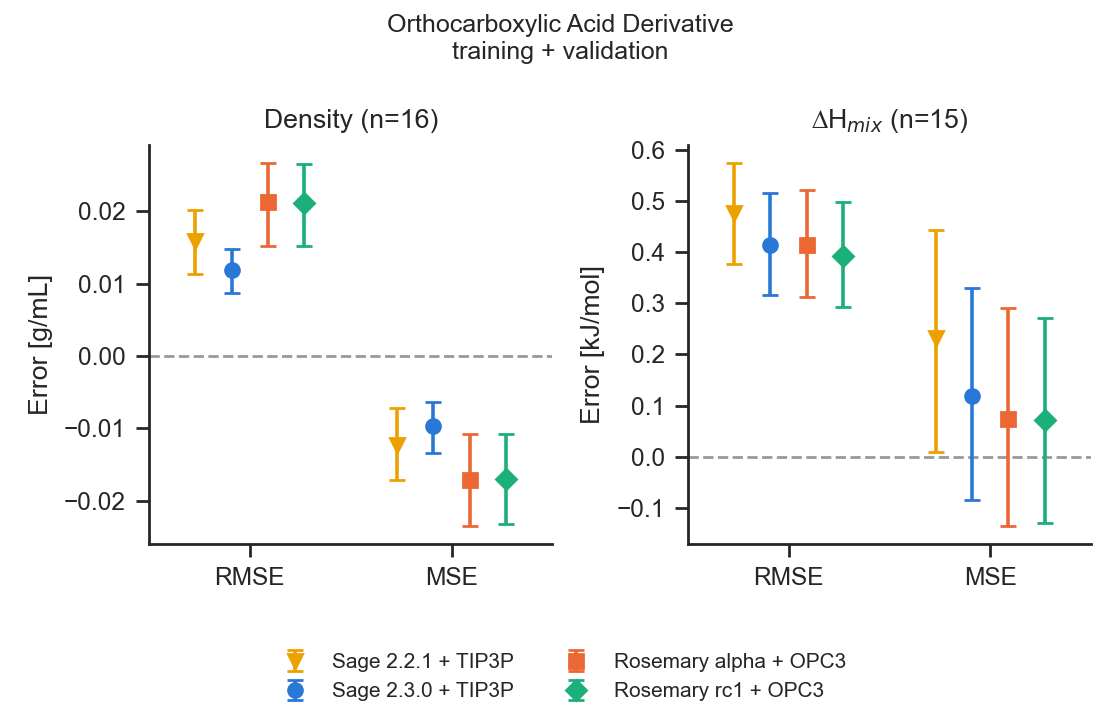 Orthocarboxylic Acid Derivative
training + validation
Density (n=16)
ΔH_mix (n=15)
Error [g/mL]
0.02
0.01
0.00
−0.01
−0.02
RMSE
MSE
Error [kJ/mol]
0.6
0.5
0.4
0.3
0.2
0.1
0.0
−0.1
RMSE
MSE
Sage 2.2.1 + TIP3P
Sage 2.3.0 + TIP3P
Rosemary alpha + OPC3
Rosemary rc1 + OPC3